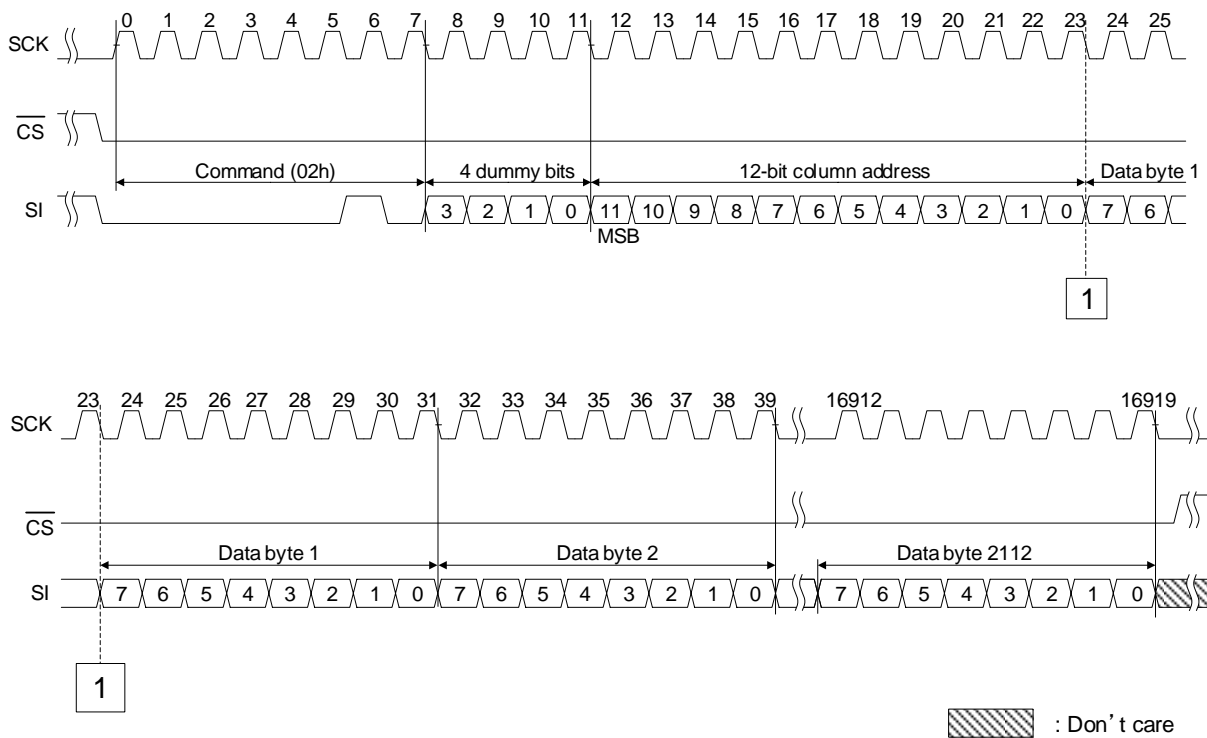 0 1 2 3 4 5 6 7 8 9 10 11 12 13 14 15 16 17 18 19 20 21 22 23 24 25
SCK
CS
Command (02h) 4 dummy bits 12-bit column address Data byte 1
SI 3 2 1 0 11 10 9 8 7 6 5 4 3 2 1 0 7 6
MSB
1
23 24 25 26 27 28 29 30 31 32 33 34 35 36 37 38 39 16912 16919
SCK
CS
Data byte 1 Data byte 2 Data byte 2112
SI 7 6 5 4 3 2 1 0 7 6 5 4 3 2 1 0 7 6 5 4 3 2 1 0
1
: Don't care